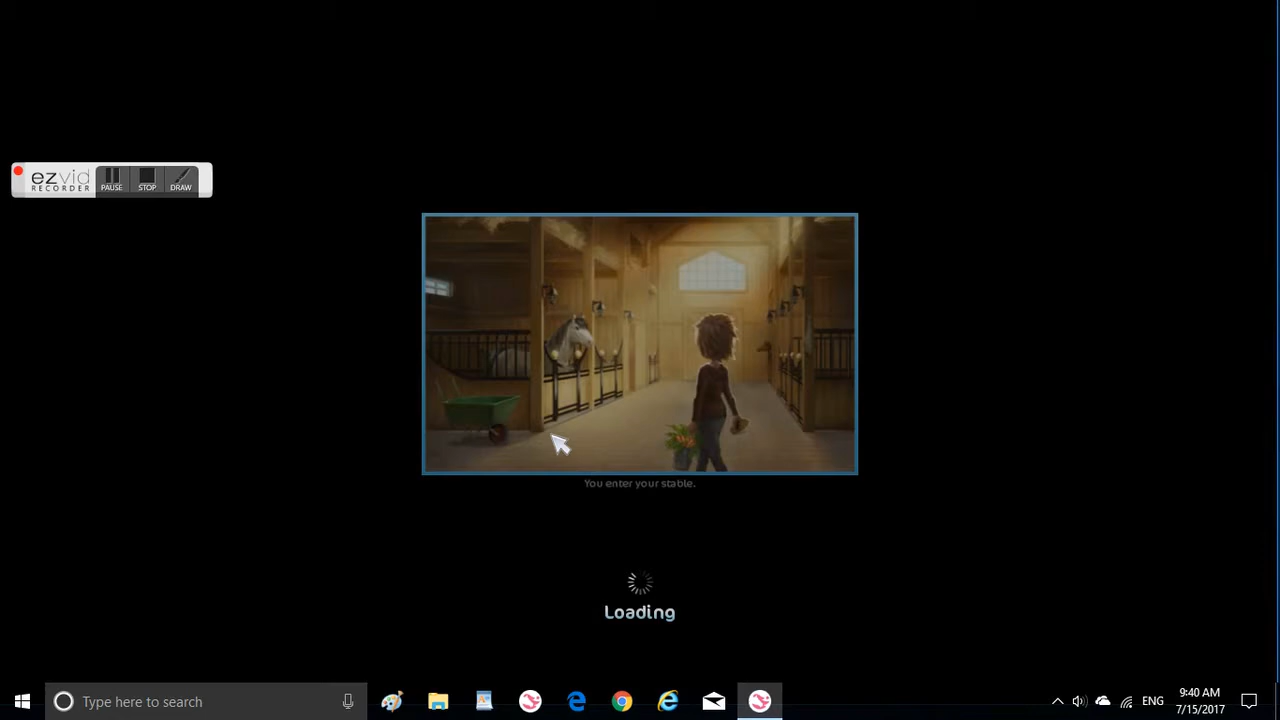 ezvid
RECORDER
PAUSE
STOP
DRAW
You enter your stable.
Loading
Type here to search
ENG
9:40 AM
7/15/2017